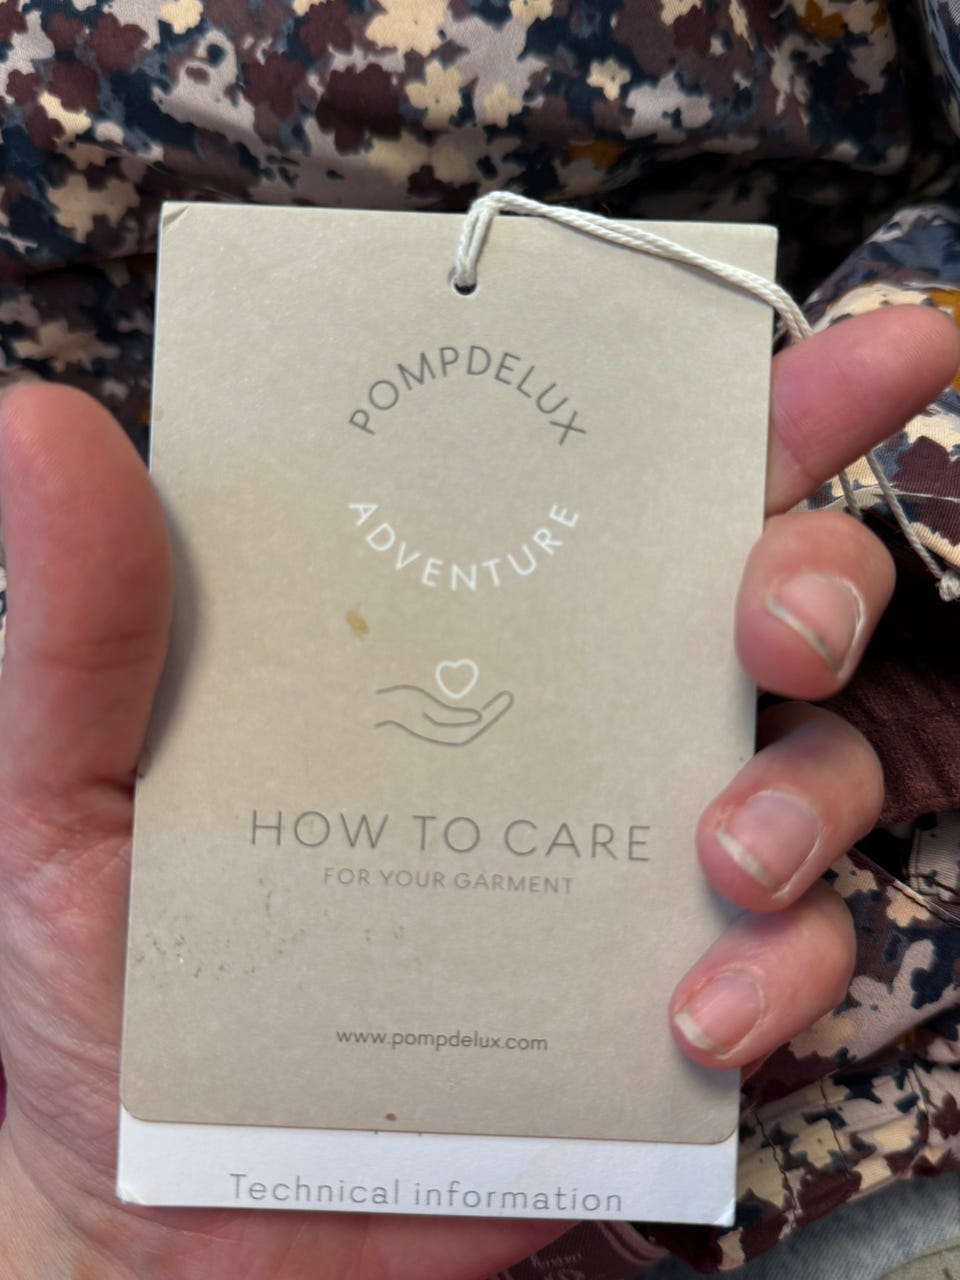 POMPDELUX
ADVENTURE
HOW TO CARE
FOR YOUR GARMENT
www.pompdelux.com
Technical information